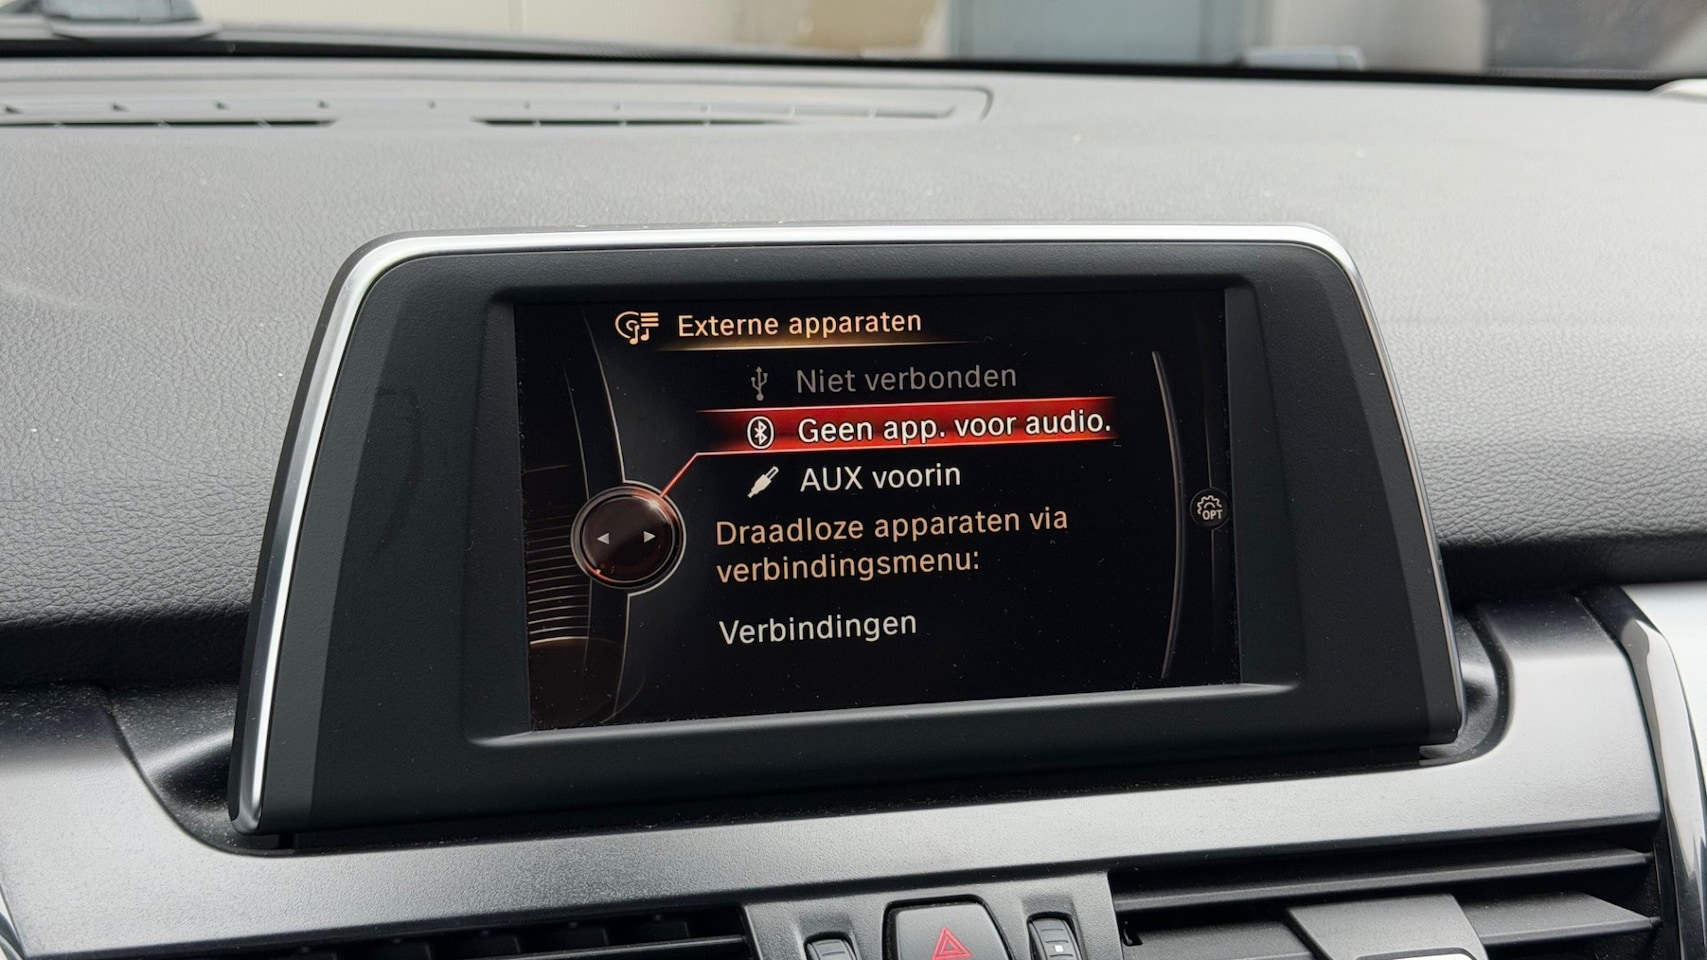 Externe apparaten
Niet verbonden
Geen app. voor audio.
AUX voorin
Draadloze apparaten via
verbindingsmenu:
OPT
Verbindingen